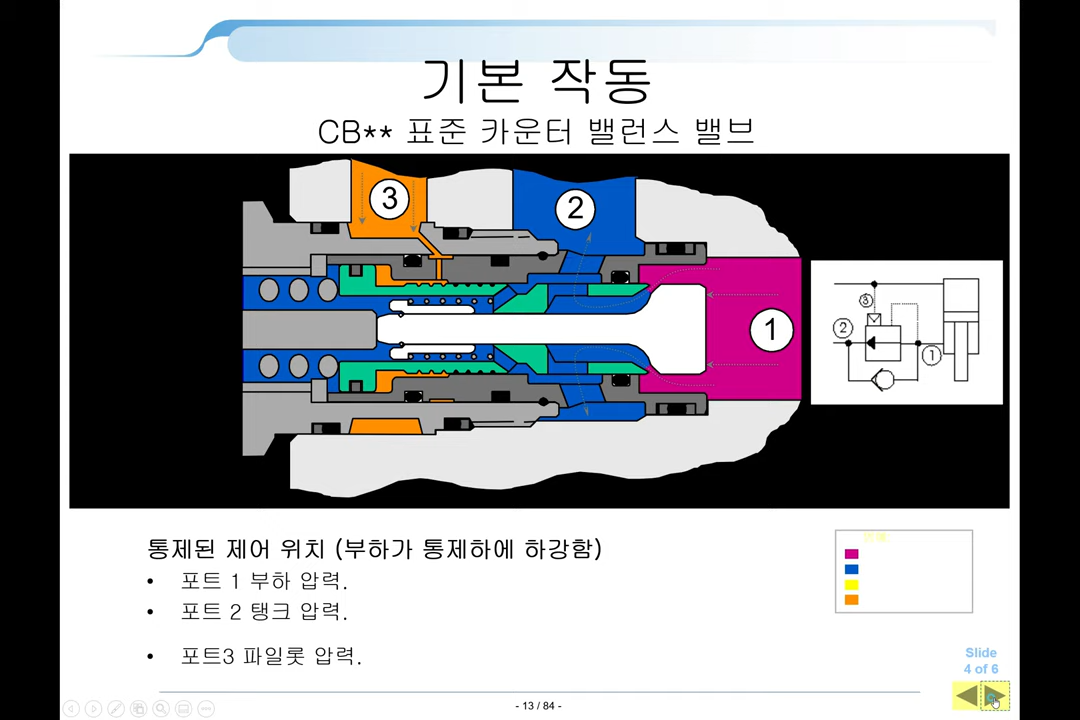 기본 작동
CB** 표준 카운터 밸런스 밸브
3
2
1
3
2
1
통제된 제어 위치 (부하가 통제하에 하강함)
• 포트 1 부하 압력.
• 포트 2 탱크 압력.
• 포트3 파일롯 압력.
Slide
4 of 6
- 13 / 84 -